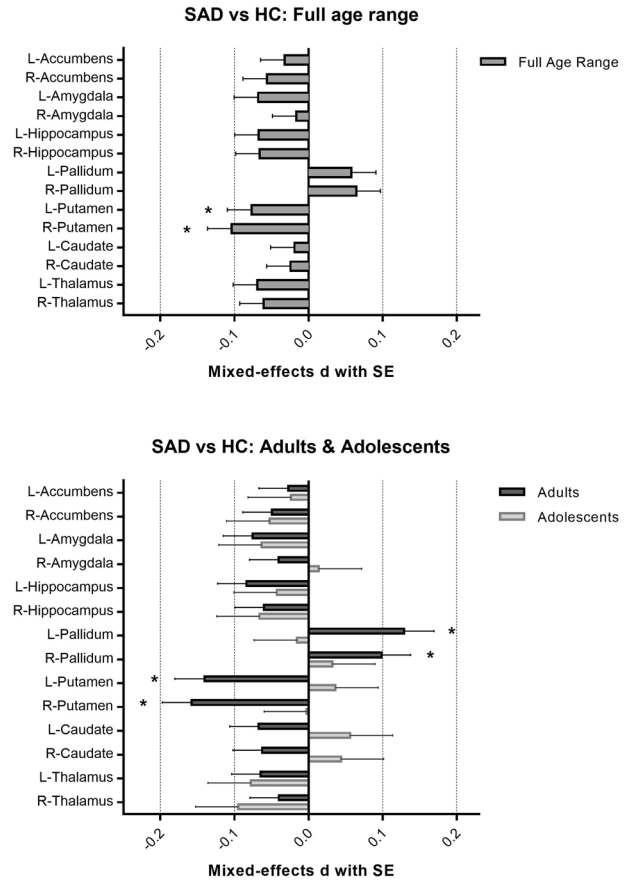 SAD vs HC: Full age range
L-Accumbens
R-Accumbens
L-Amygdala
R-Amygdala
L-Hippocampus
R-Hippocampus
L-Pallidum
R-Pallidum
L-Putamen
*
R-Putamen
*
L-Caudate
R-Caudate
L-Thalamus
R-Thalamus
Full Age Range
-0.2 -0.1 0.0 0.1 0.2
Mixed-effects d with SE
SAD vs HC: Adults & Adolescents
L-Accumbens
R-Accumbens
L-Amygdala
R-Amygdala
L-Hippocampus
R-Hippocampus
L-Pallidum
*
R-Pallidum
*
L-Putamen
*
R-Putamen
*
L-Caudate
R-Caudate
L-Thalamus
R-Thalamus
Adults
Adolescents
-0.2 -0.1 0.0 0.1 0.2
Mixed-effects d with SE